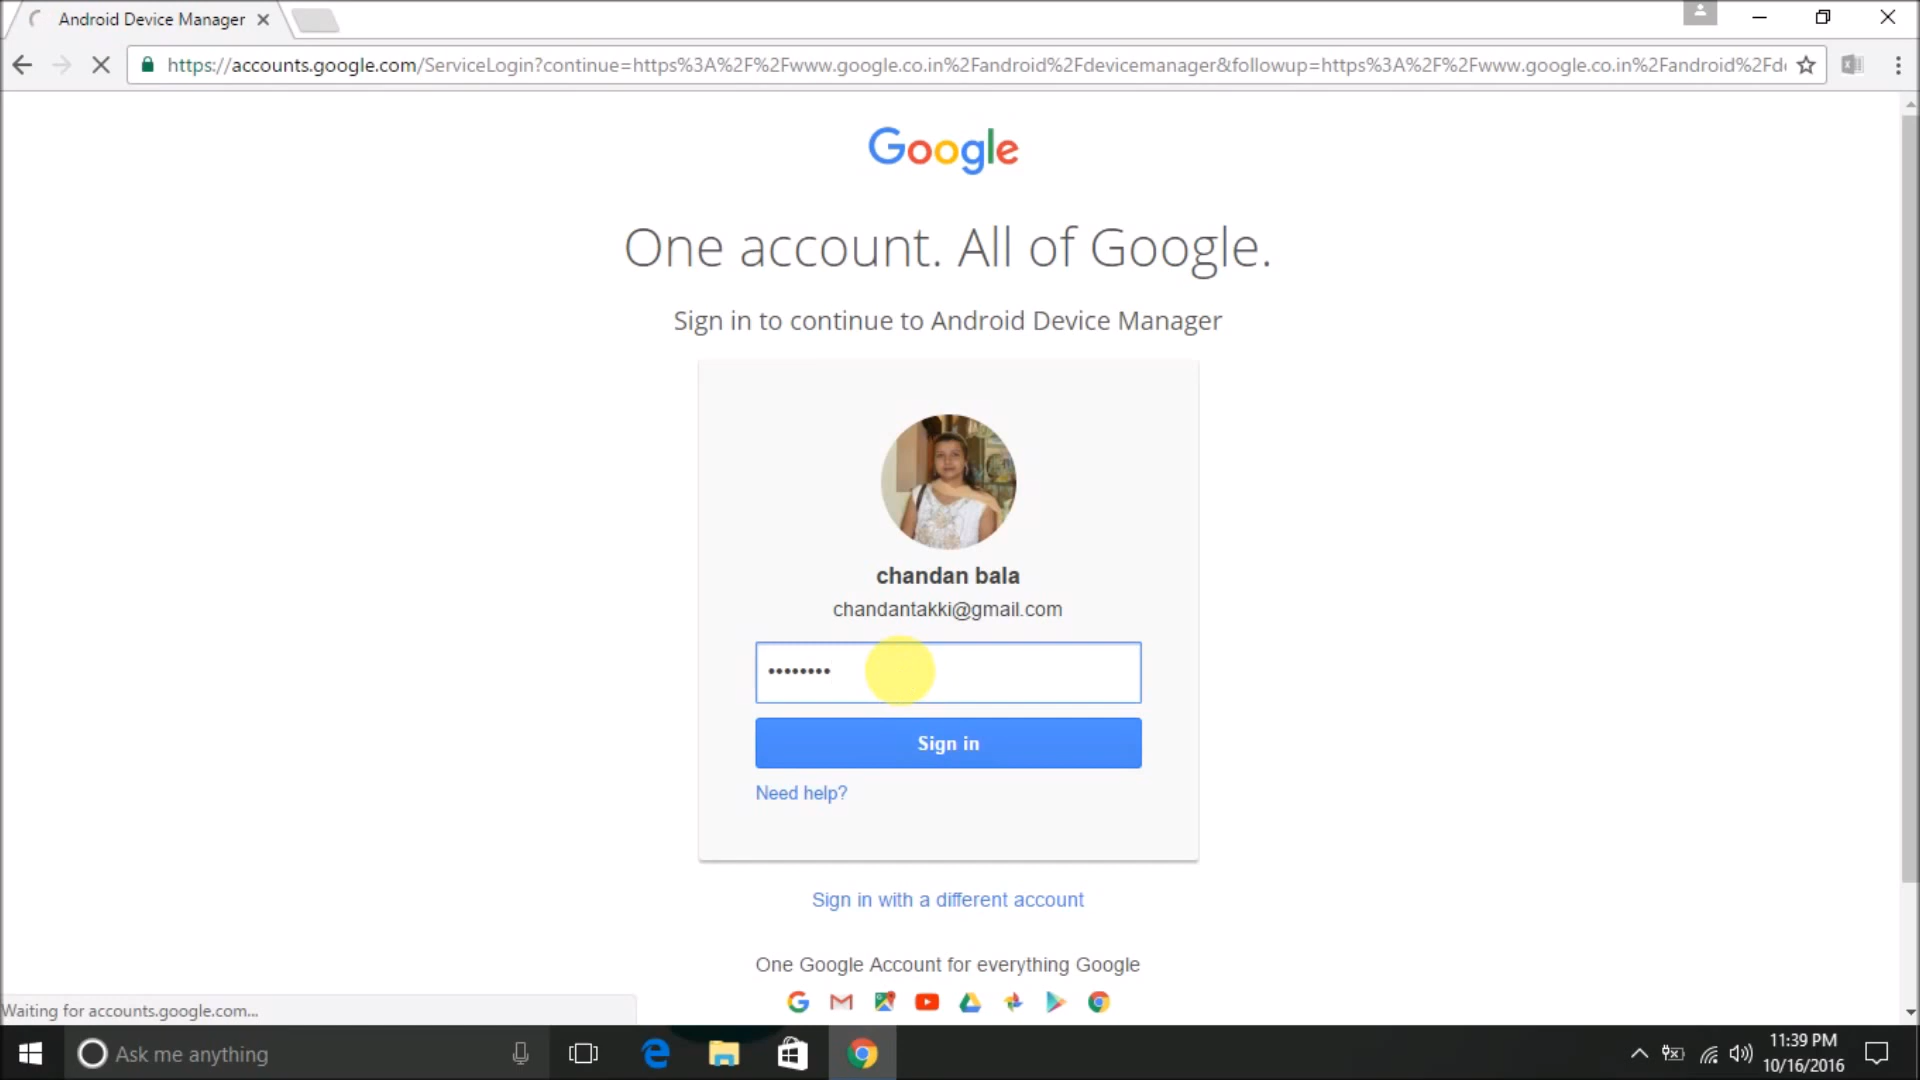 Android Device Manager
https://accounts.google.com/ServiceLogin?continue=https%3A%2F%2Fwww.google.co.in%2Fandroid%2Fdevicemanager&followup=https%3A%2F%2Fwww.google.co.in%2Fandroid%2Fd
Google
One account. All of Google.
Sign in to continue to Android Device Manager
chandan bala
chandantakki@gmail.com
••••••••
Sign in
Need help?
Sign in with a different account
One Google Account for everything Google
Waiting for accounts.google.com...
Ask me anything
11:39 PM
10/16/2016